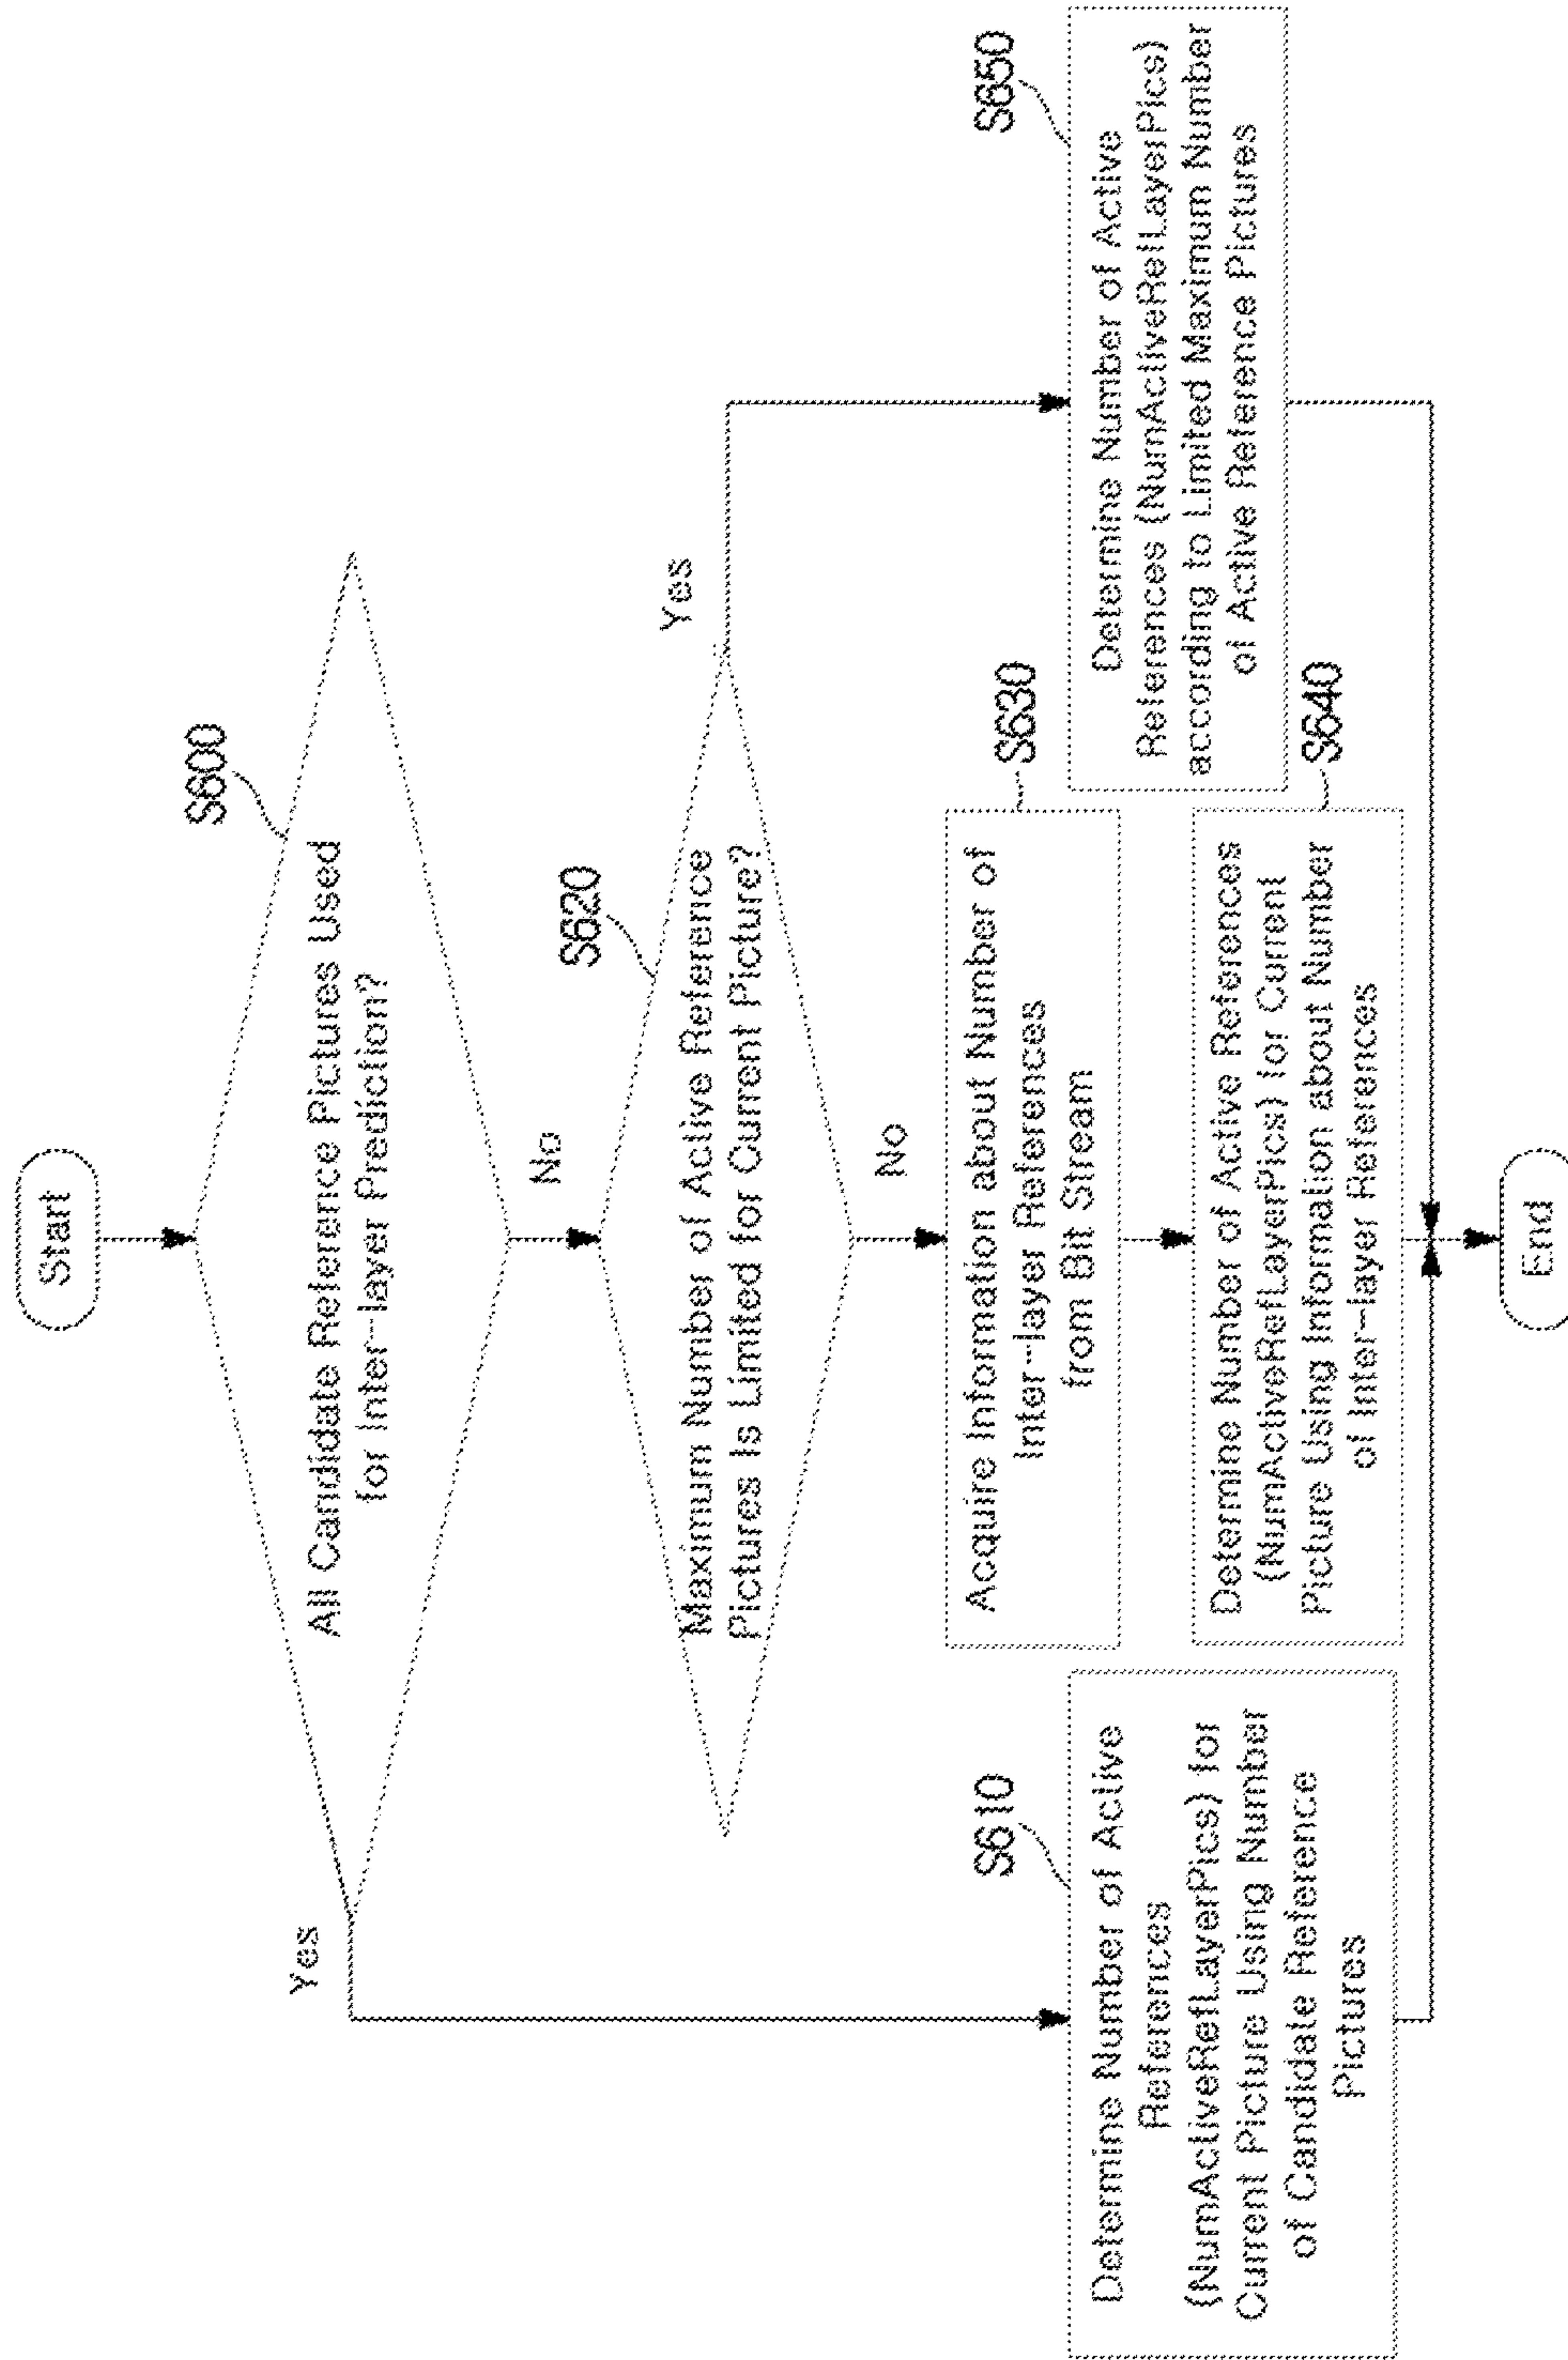 Start
S600
All Candidate Reference Pictures Used
for Inter-layer Prediction?
Yes
No
S620
Maximum Number of Active Reference
Pictures Is Limited for Current Picture?
Yes
No
S610
Determine Number of Active
References
(NumActiveRefLayerPics) for
Current Picture Using Number
of Candidate Reference
Pictures
S630
Acquire Information about Number of
Inter-layer References
from Bit Stream
S640
Determine Number of Active References
(NumActiveRefLayerPics) for Current
Picture Using Information about Number
of Inter-layer References
S650
Determine Number of Active
References (NumActiveRefLayerPics)
according to Limited Maximum Number
of Active Reference Pictures
End